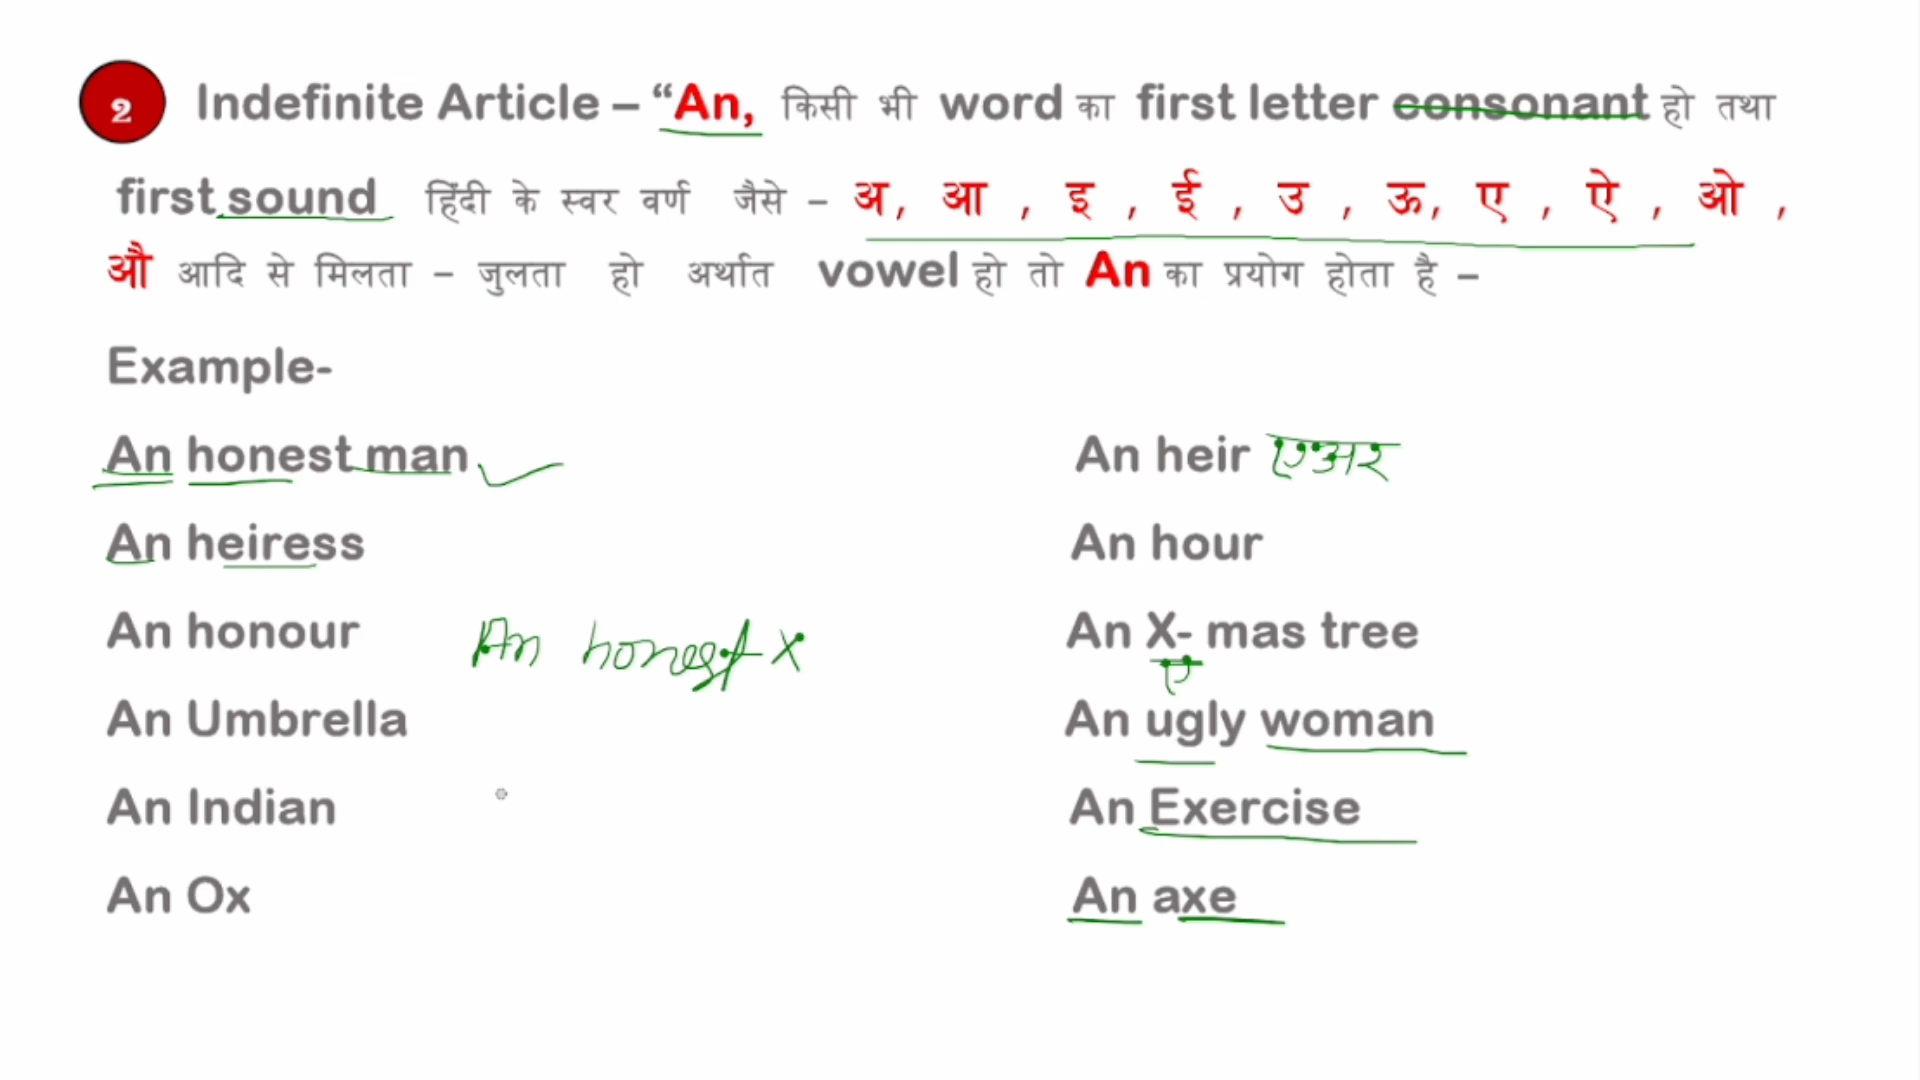 2 Indefinite Article – “An, किसी भी word का first letter consonant हो तथा
first sound हिंदी के स्वर वर्ण जैसे – अ, आ , इ , ई , उ , ऊ, ए , ऐ , ओ ,
औ आदि से मिलता – जुलता हो अर्थात vowel हो तो An का प्रयोग होता है –
Example-
An honest man
An heir एअर
An heiress
An hour
An honour
An honest x
An X- mas tree
ए
An Umbrella
An ugly woman
An Indian
An Exercise
An Ox
An axe